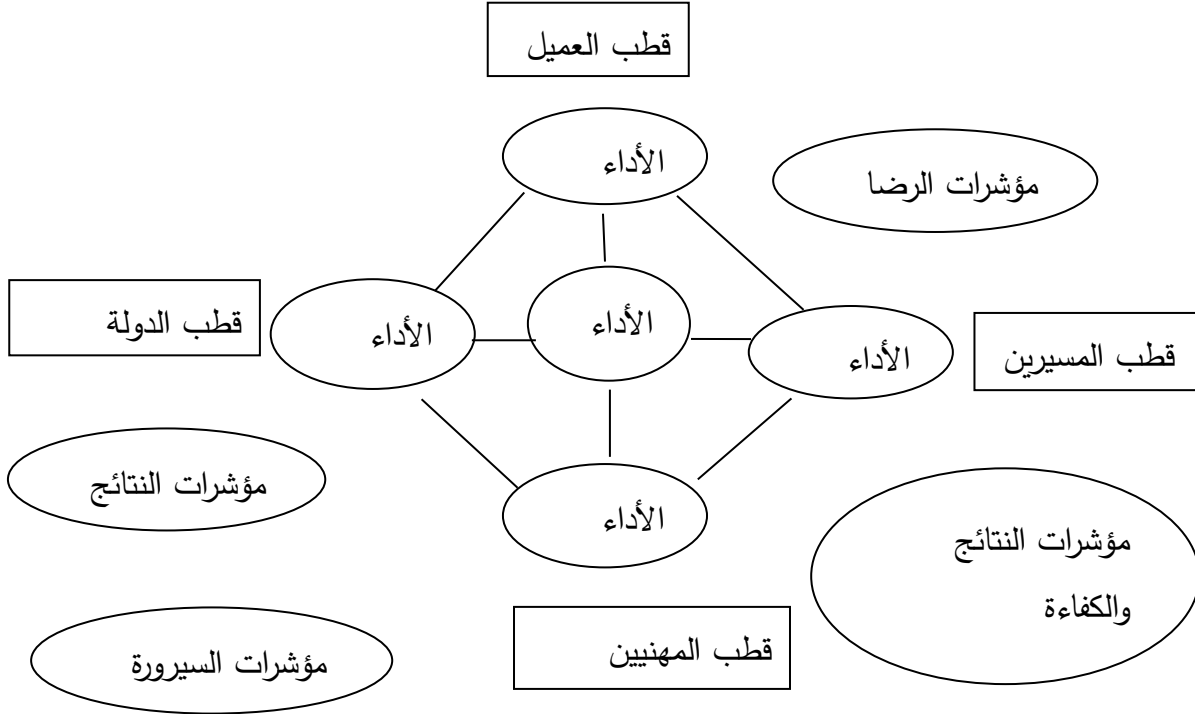 قطب العميل
الأداء
مؤشرات الرضا
قطب الدولة
الأداء
الأداء
الأداء
قطب المسيرين
مؤشرات النتائج
الأداء
مؤشرات النتائج
والكفاءة
قطب المهنيين
مؤشرات السيرورة